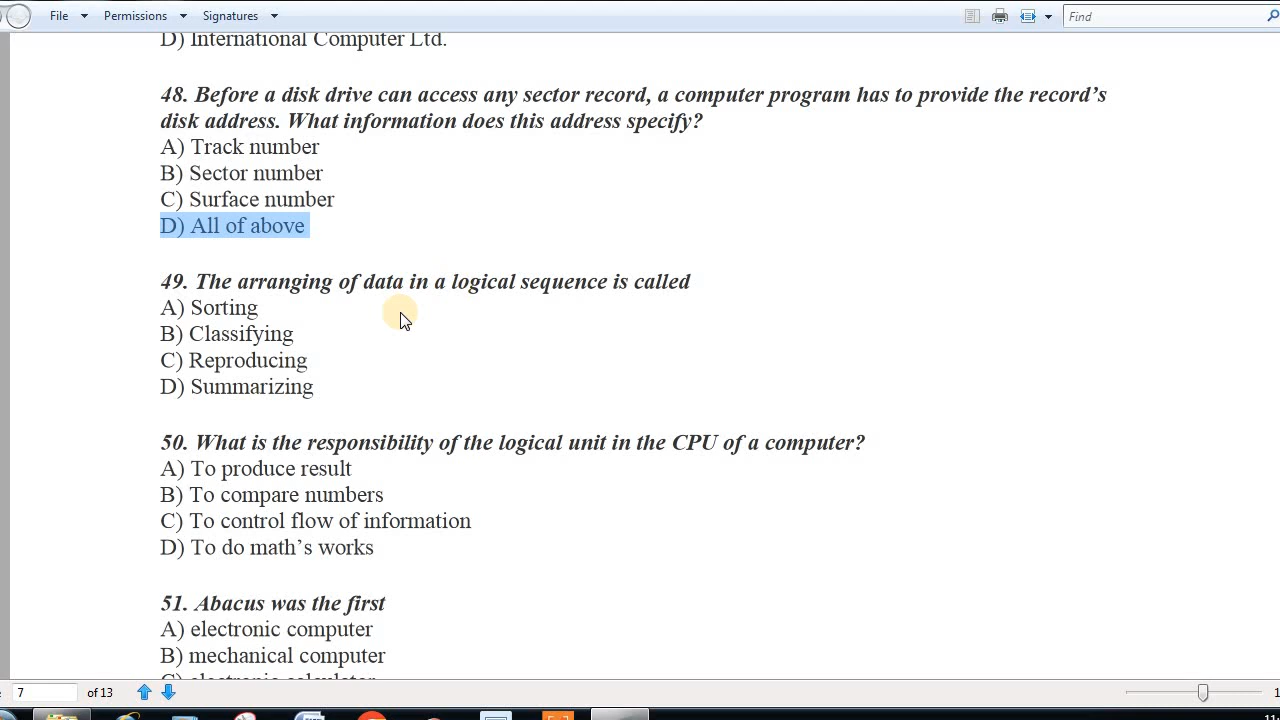 File Permissions Signatures Find
D) International Computer Ltd.
48. Before a disk drive can access any sector record, a computer program has to provide the record's
disk address. What information does this address specify?
A) Track number
B) Sector number
C) Surface number
D) All of above
49. The arranging of data in a logical sequence is called
A) Sorting
B) Classifying
C) Reproducing
D) Summarizing
50. What is the responsibility of the logical unit in the CPU of a computer?
A) To produce result
B) To compare numbers
C) To control flow of information
D) To do math's works
51. Abacus was the first
A) electronic computer
B) mechanical computer
C) electronic calculator
7 of 13